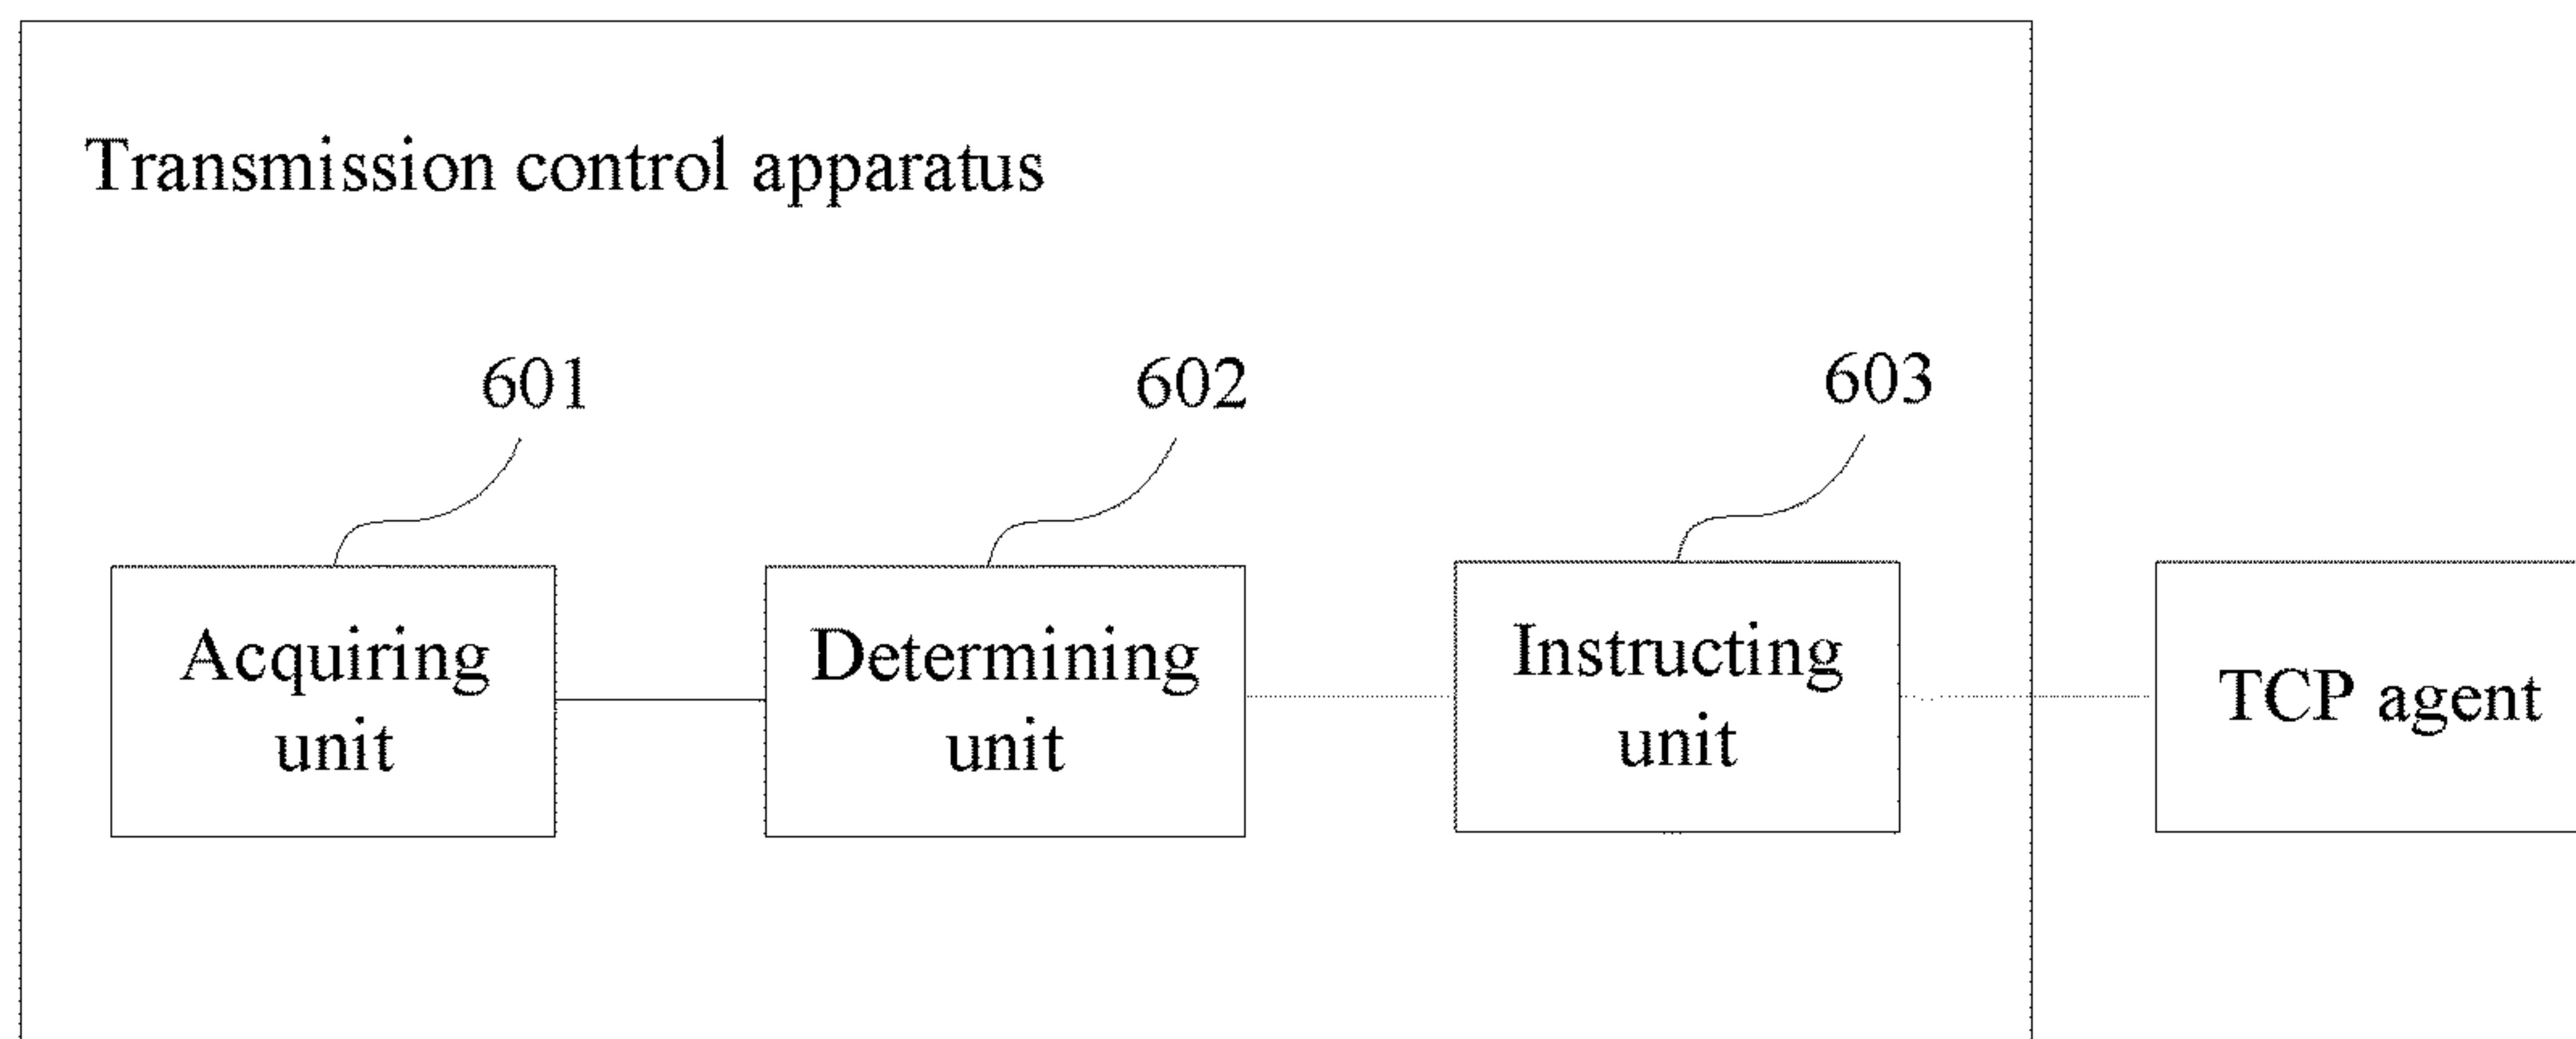 Transmission control apparatus
601
602
603
Acquiring
unit
Determining
unit
Instructing
unit
TCP agent